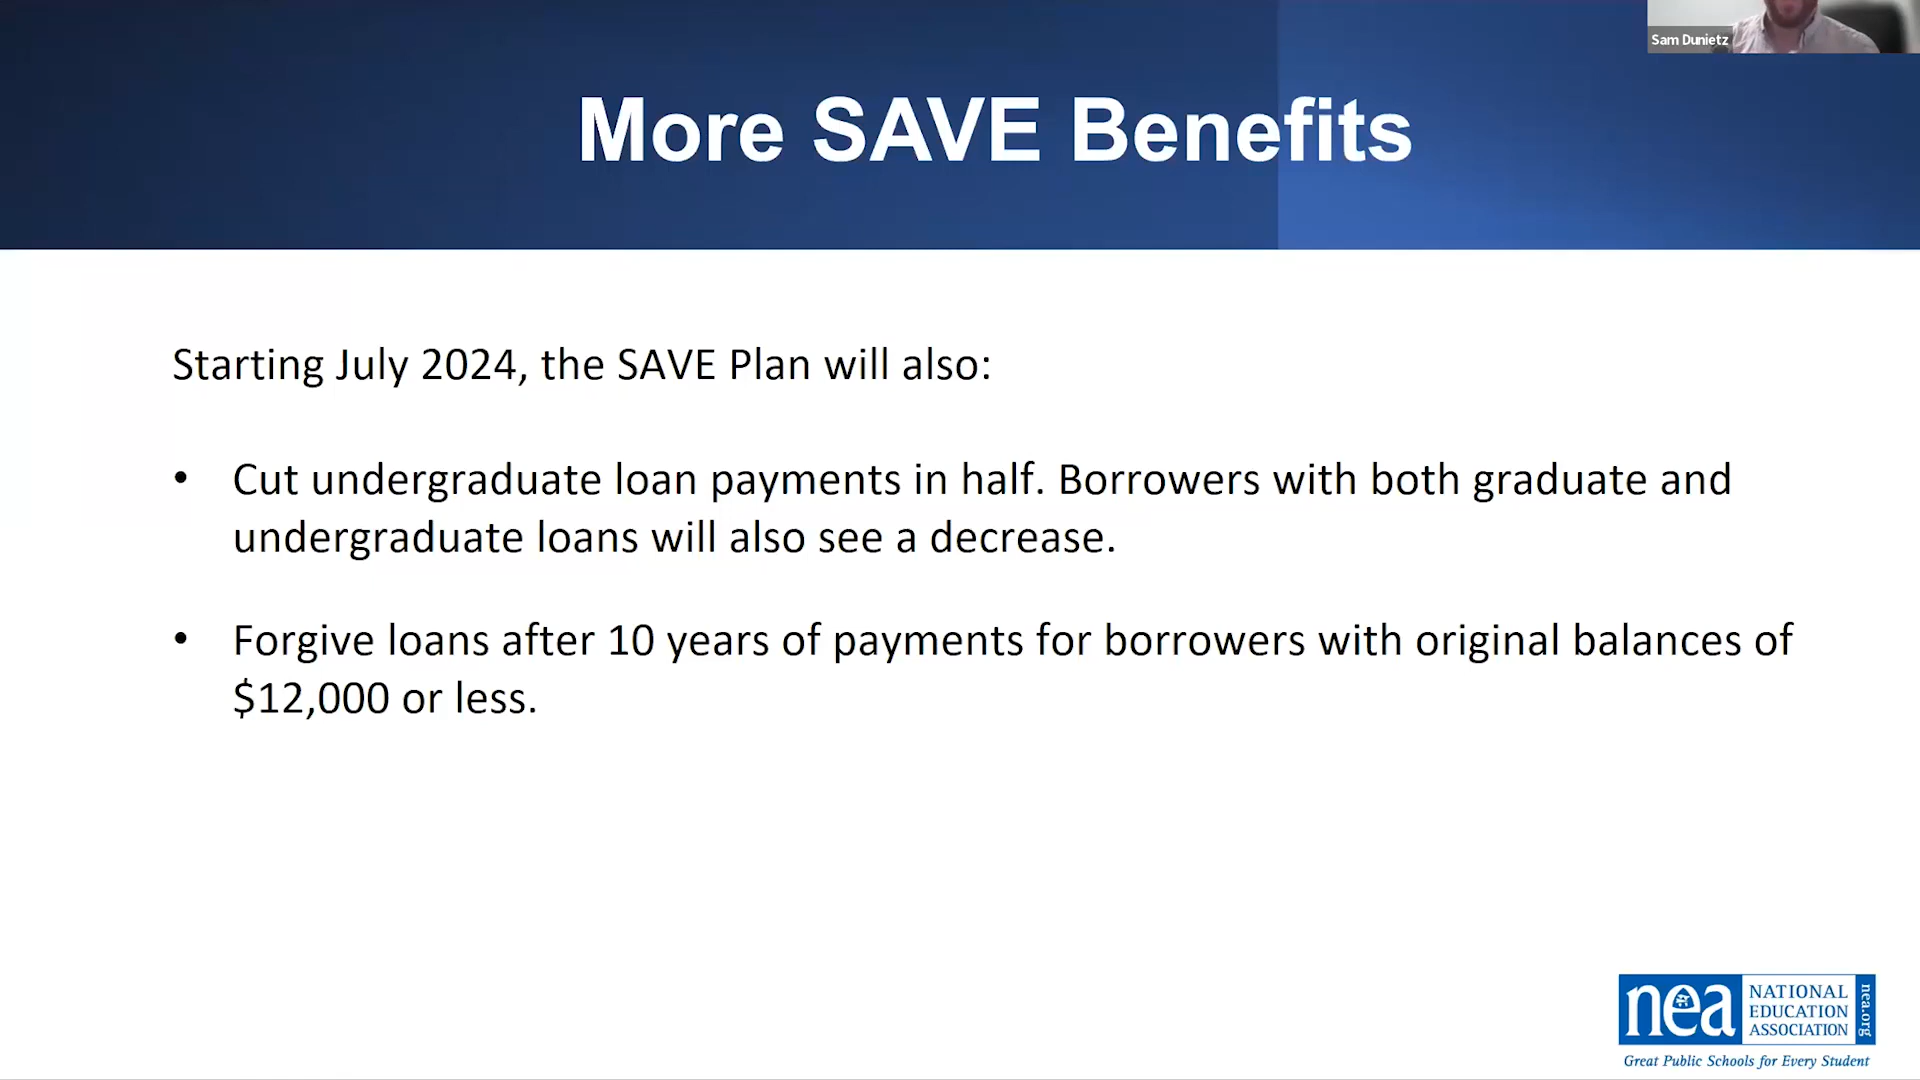 Sam Dunietz
More SAVE Benefits
Starting July 2024, the SAVE Plan will also:
• Cut undergraduate loan payments in half. Borrowers with both graduate and
undergraduate loans will also see a decrease.
• Forgive loans after 10 years of payments for borrowers with original balances of
$12,000 or less.
nea
NATIONAL
EDUCATION
ASSOCIATION
nea.org
Great Public Schools for Every Student